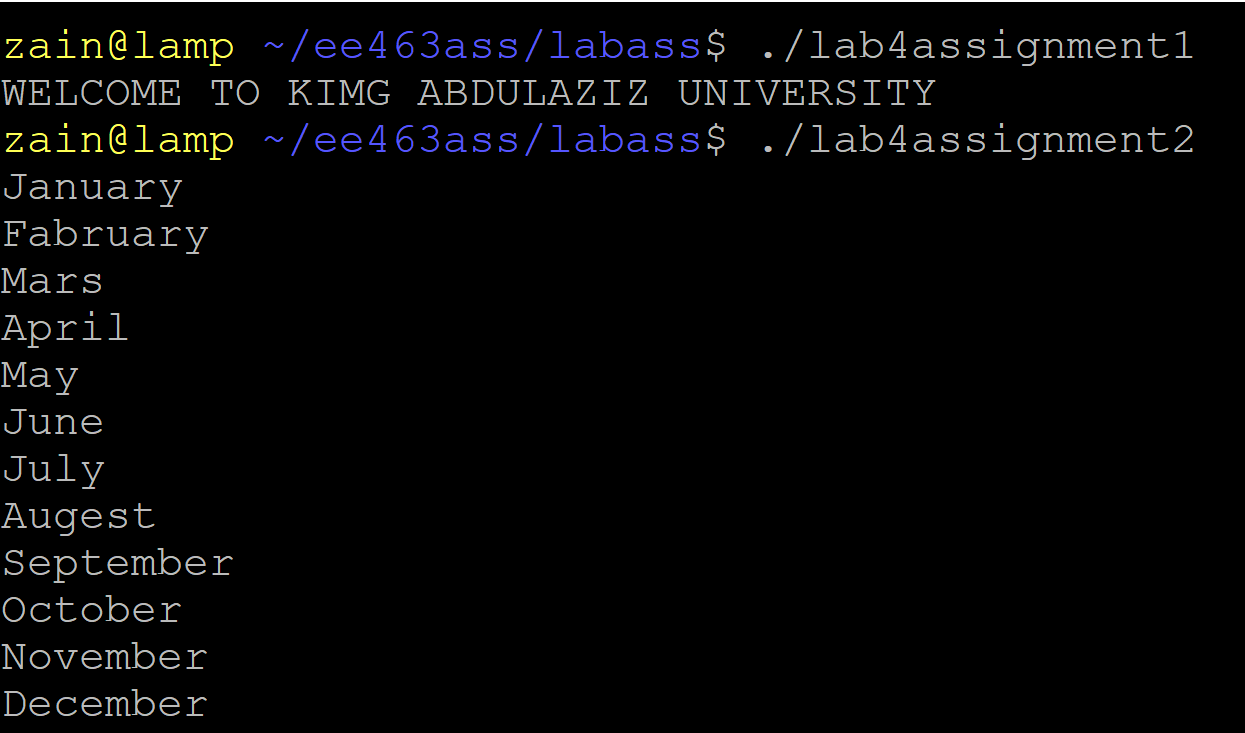 zain@lamp ~/ee463ass/labass$ ./lab4assignment1
WELCOME TO KIMG ABDULAZIZ UNIVERSITY
zain@lamp ~/ee463ass/labass$ ./lab4assignment2
January
Fabruary
Mars
April
May
June
July
Augest
September
October
November
December